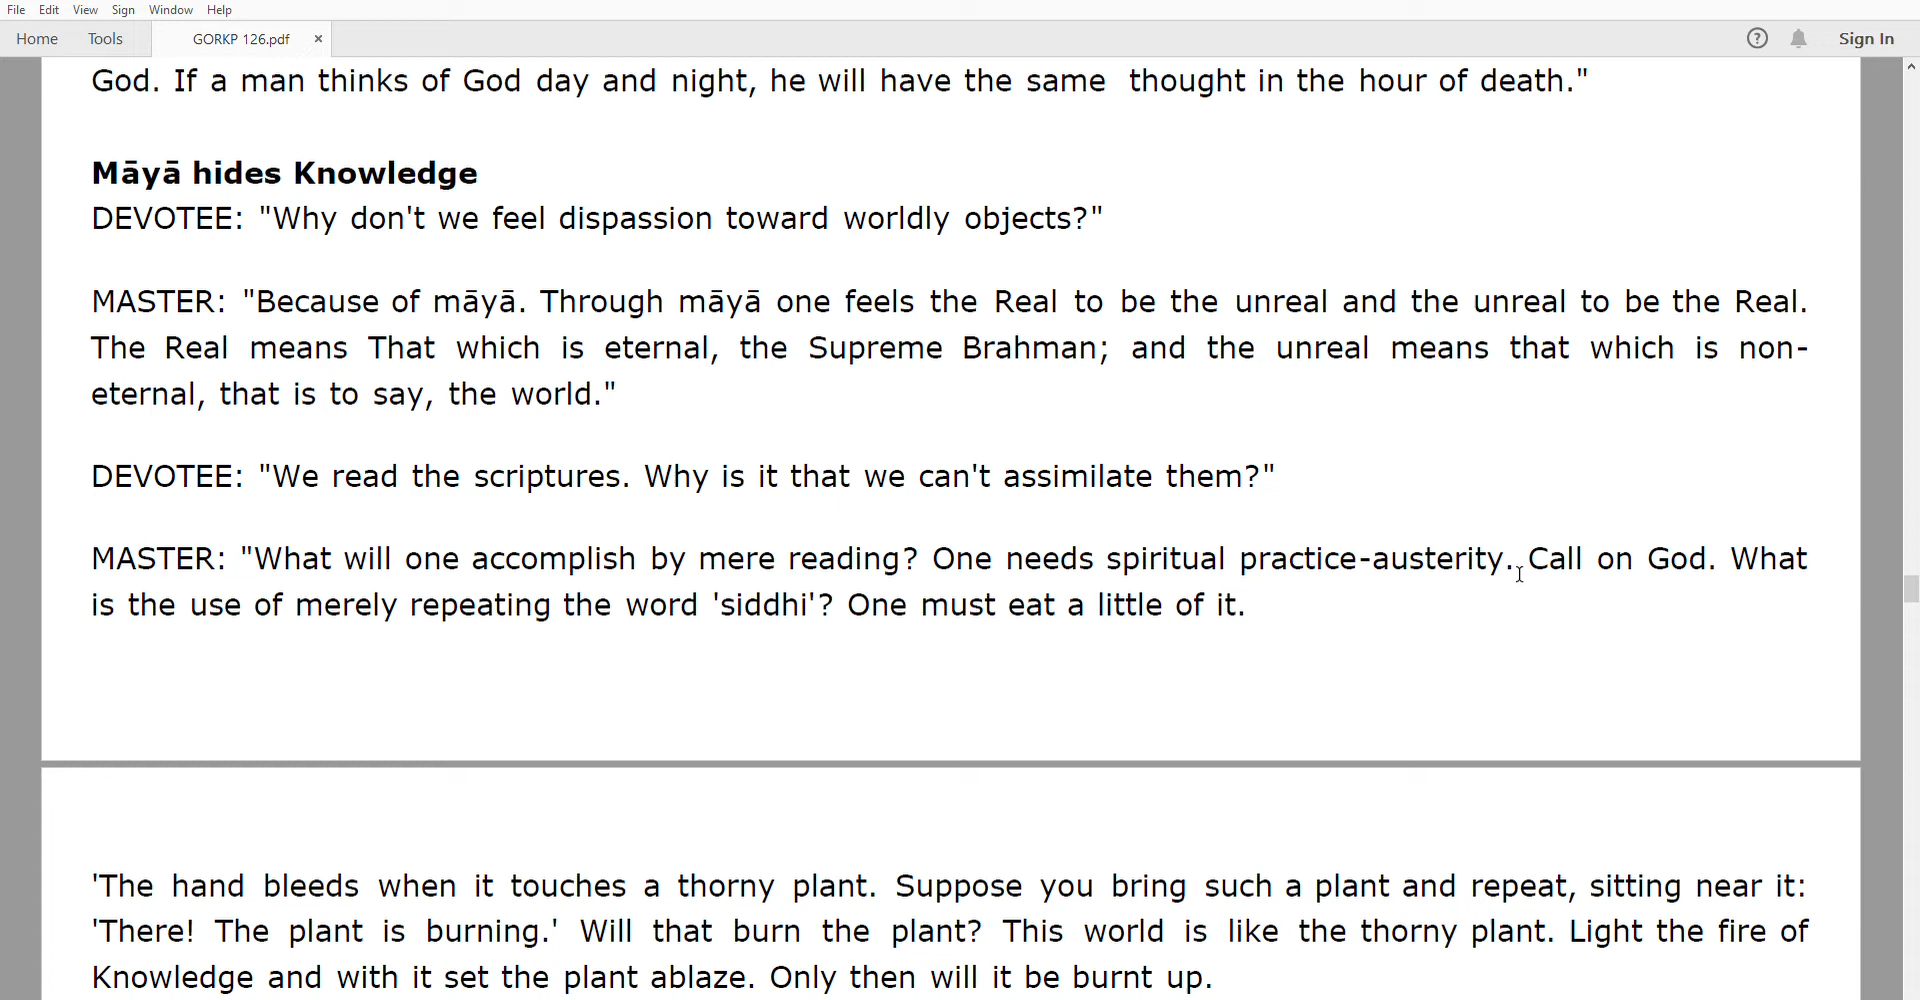 File Edit View Sign Window Help
Home Tools GORKP 126.pdf × ? Sign In
God. If a man thinks of God day and night, he will have the same thought in the hour of death."
Māyā hides Knowledge
DEVOTEE: "Why don't we feel dispassion toward worldly objects?"
MASTER: "Because of māyā. Through māyā one feels the Real to be the unreal and the unreal to be the Real.
The Real means That which is eternal, the Supreme Brahman; and the unreal means that which is non-
eternal, that is to say, the world."
DEVOTEE: "We read the scriptures. Why is it that we can't assimilate them?"
MASTER: "What will one accomplish by mere reading? One needs spiritual practice-austerity. Call on God. What
is the use of merely repeating the word 'siddhi'? One must eat a little of it.
'The hand bleeds when it touches a thorny plant. Suppose you bring such a plant and repeat, sitting near it:
'There! The plant is burning.' Will that burn the plant? This world is like the thorny plant. Light the fire of
Knowledge and with it set the plant ablaze. Only then will it be burnt up.